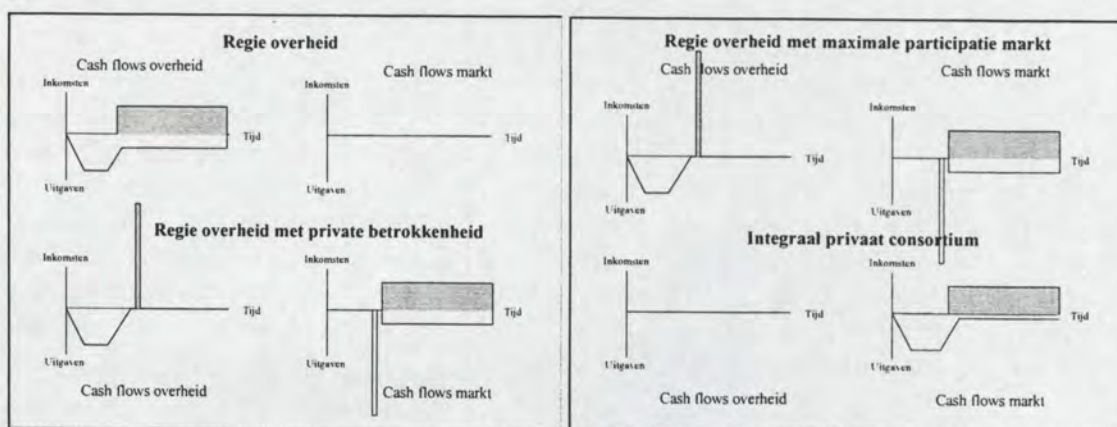 Regie overheid
Cash flows overheid
Cash flows markt
Inkomsten
Tijd
Uitgaven
Inkomsten
Tijd
Uitgaven
Regie overheid met private betrokkenheid
Inkomsten
Tijd
Uitgaven
Cash flows overheid
Inkomsten
Tijd
Uitgaven
Cash flows markt
Regie overheid met maximale participatie markt
Cash flows overheid
Cash flows markt
Inkomsten
Tijd
Uitgaven
Inkomsten
Tijd
Uitgaven
Integraal privaat consortium
Inkomsten
Tijd
Uitgaven
Cash flows overheid
Inkomsten
Tijd
Uitgaven
Cash flows markt